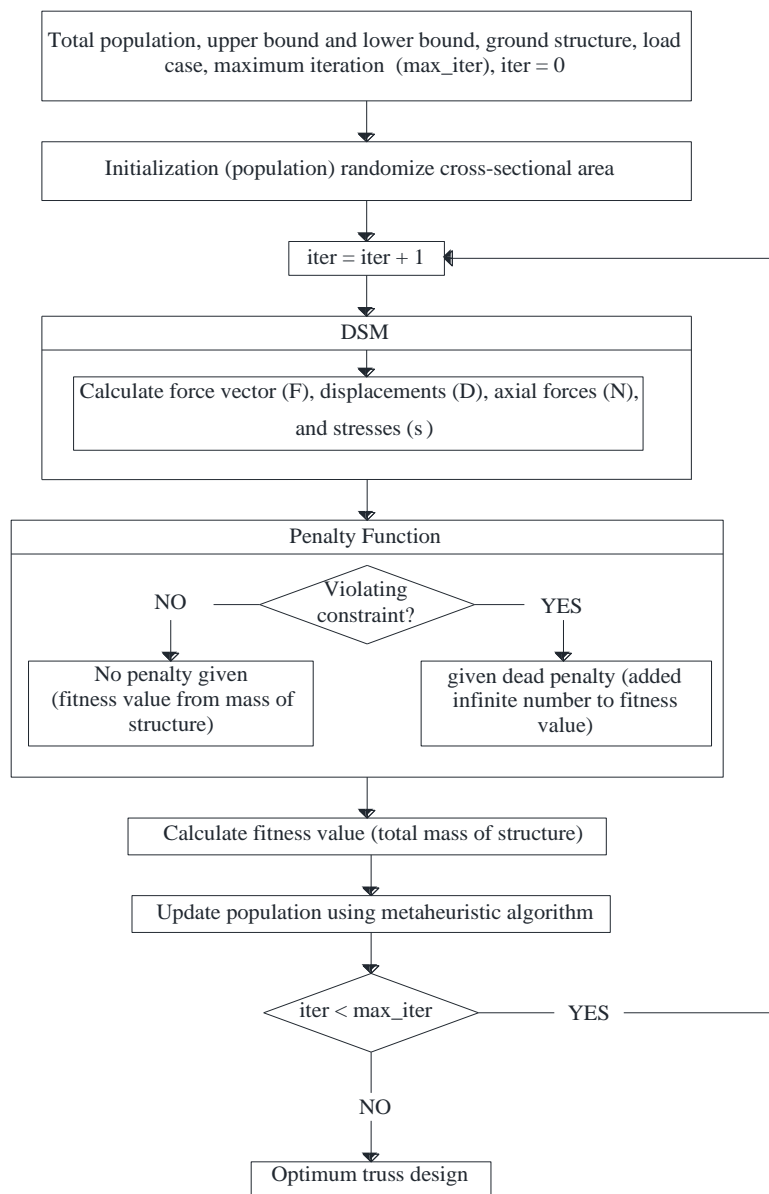 Total population, upper bound and lower bound, ground structure, load
case, maximum iteration (max_iter), iter = 0
Initialization (population) randomize cross-sectional area
iter = iter + 1
DSM
Calculate force vector (F), displacements (D), axial forces (N),
and stresses (s)
Penalty Function
Violating
constraint?
NO
YES
No penalty given
(fitness value from mass of
structure)
given dead penalty (added
infinite number to fitness
value)
Calculate fitness value (total mass of structure)
Update population using metaheuristic algorithm
iter < max_iter
YES
NO
Optimum truss design